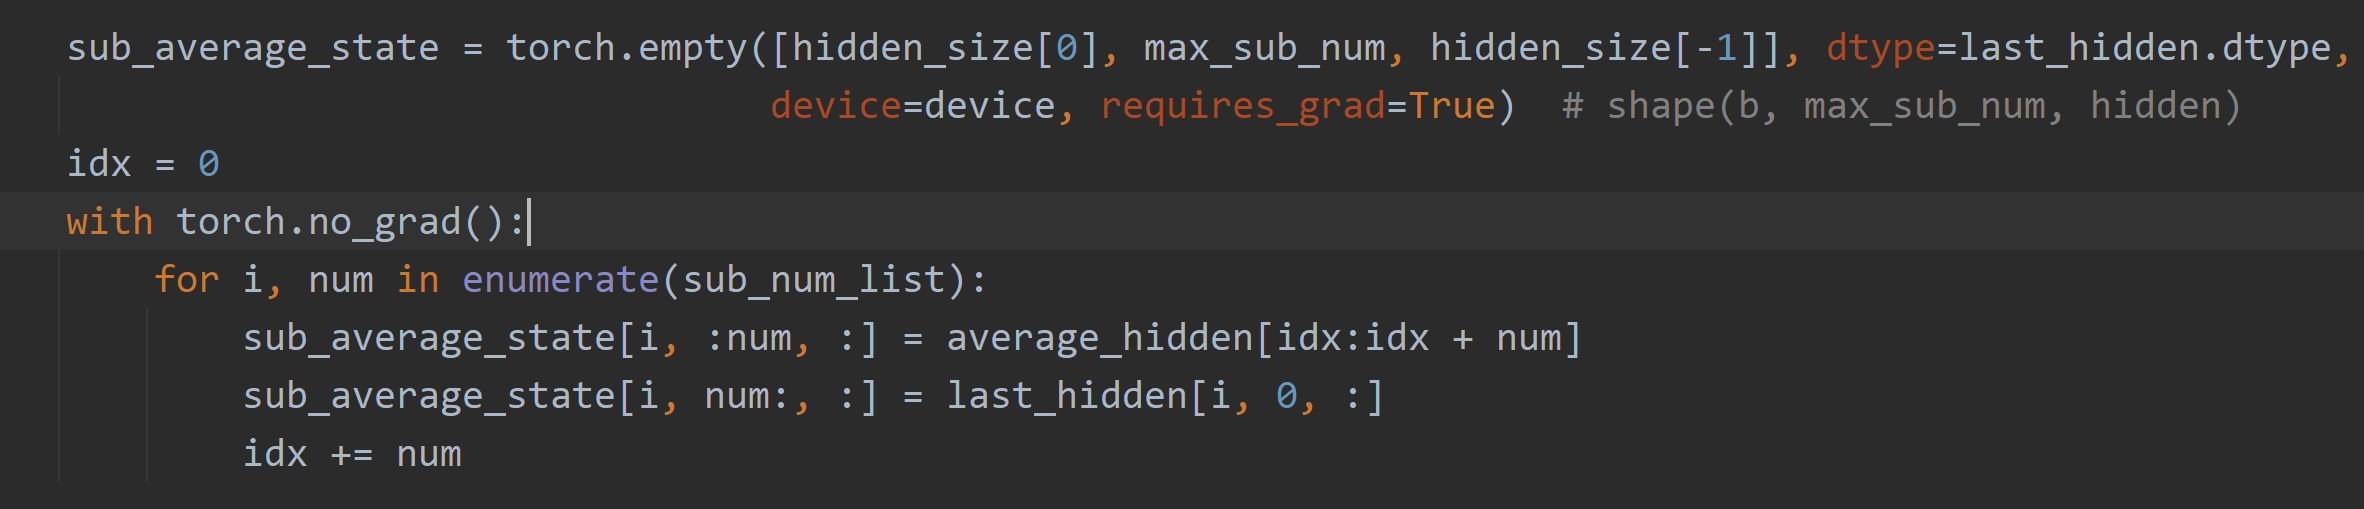 sub_average_state = torch.empty([hidden_size[0], max_sub_num, hidden_size[-1]], dtype=last_hidden.dtype,
device=device, requires_grad=True)  # shape(b, max_sub_num, hidden)
idx = 0
with torch.no_grad():
for i, num in enumerate(sub_num_list):
sub_average_state[i, :num, :] = average_hidden[idx:idx + num]
sub_average_state[i, num:, :] = last_hidden[i, 0, :]
idx += num